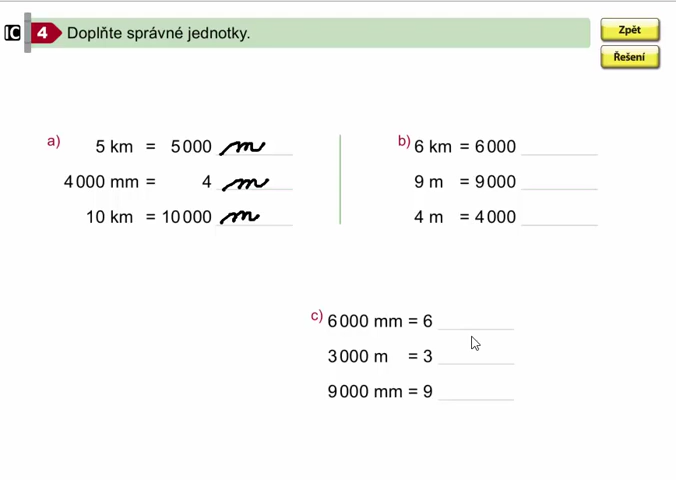 IC 4 Doplňte správné jednotky.
Zpět
Řešení
a) 5 km = 5 000 m
4 000 mm = 4 m
10 km = 10 000 m
b) 6 km = 6 000
9 m = 9 000
4 m = 4 000
c) 6 000 mm = 6
3 000 m = 3
9 000 mm = 9